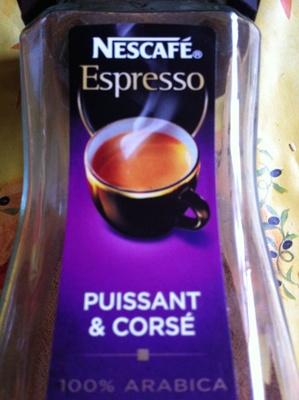 NESCAFÉ®
Espresso
PUISSANT
& CORSÉ
100% ARABICA